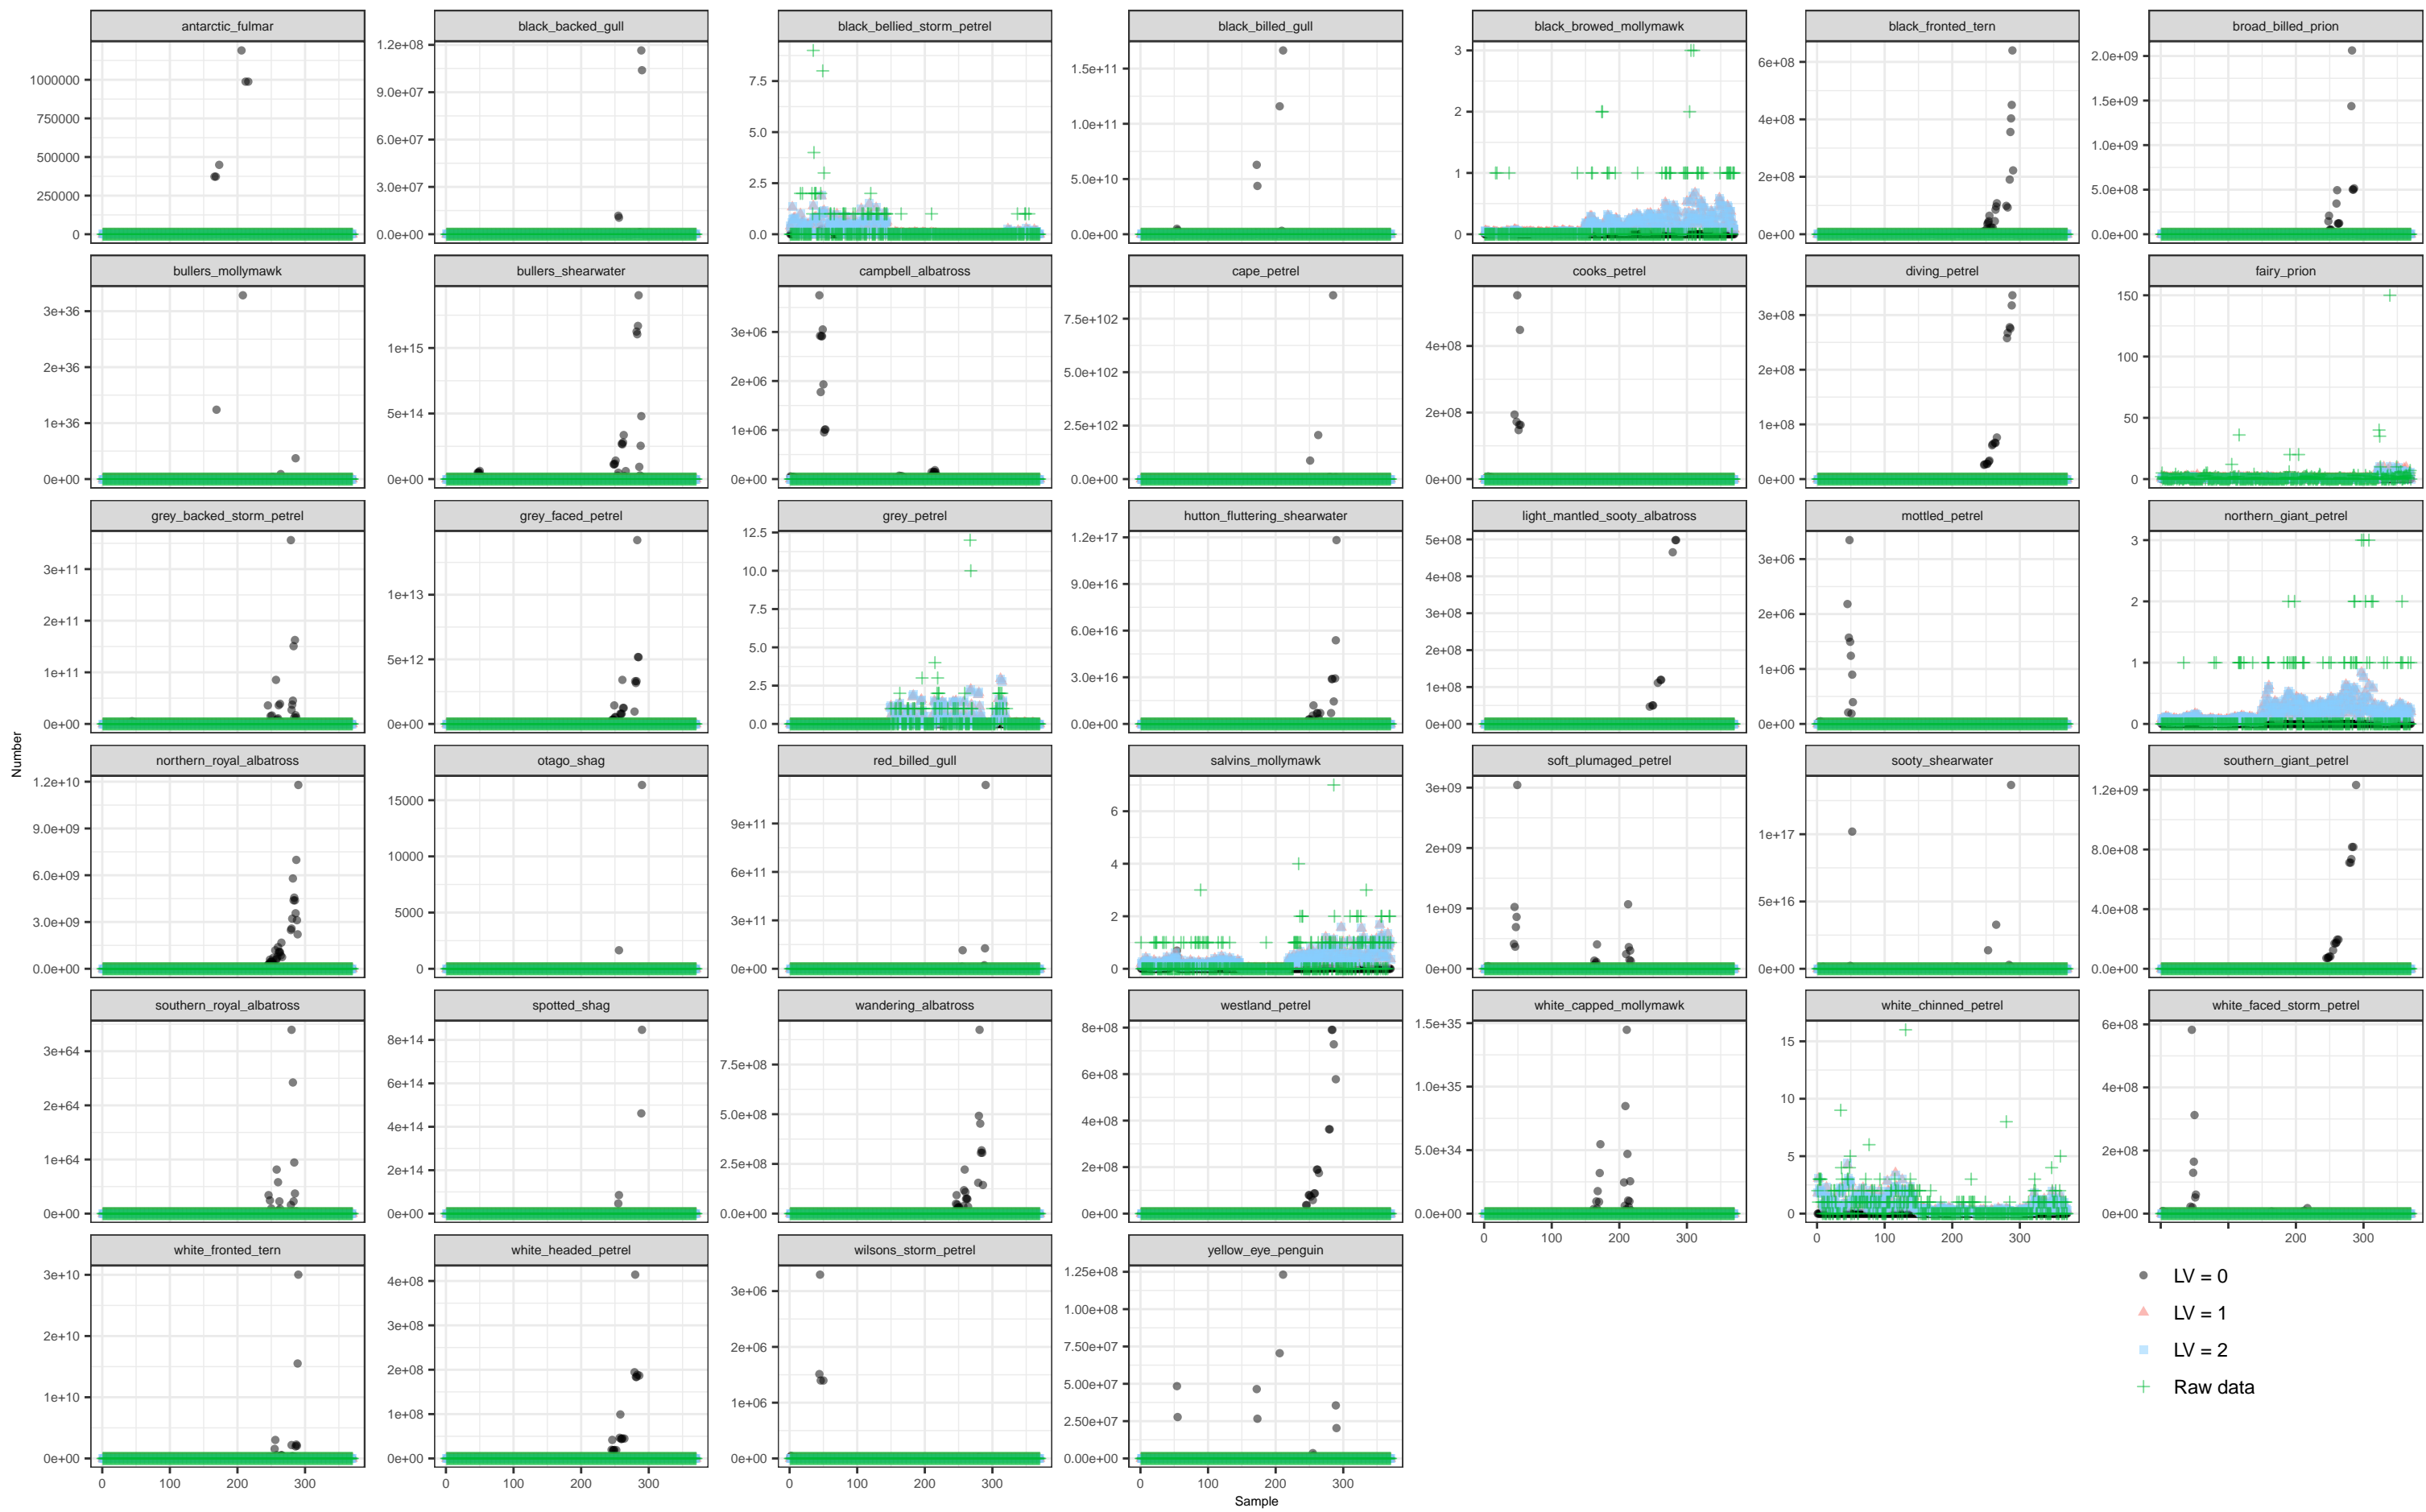 antarctic_fulmar
black_backed_gull
black_bellied_storm_petrel
black_billed_gull
black_browed_mollymawk
black_fronted_tern
broad_billed_prion
1000000
750000
500000
250000
0
1.2e+08
9.0e+07
6.0e+07
3.0e+07
0.0e+00
7.5
5.0
2.5
0.0
1.5e+11
1.0e+11
5.0e+10
0.0e+00
3
2
1
0
6e+08
4e+08
2e+08
0e+00
2.0e+09
1.5e+09
1.0e+09
5.0e+08
0.0e+00
bullers_mollymawk
bullers_shearwater
campbell_albatross
cape_petrel
cooks_petrel
diving_petrel
fairy_prion
3e+36
2e+36
1e+36
0e+00
1e+15
5e+14
0e+00
3e+06
2e+06
1e+06
0e+00
7.5e+102
5.0e+102
2.5e+102
0.0e+00
4e+08
2e+08
0e+00
3e+08
2e+08
1e+08
0e+00
150
100
50
0
grey_backed_storm_petrel
grey_faced_petrel
grey_petrel
hutton_fluttering_shearwater
light_mantled_sooty_albatross
mottled_petrel
northern_giant_petrel
3e+11
2e+11
1e+11
0e+00
1e+13
5e+12
0e+00
12.5
10.0
7.5
5.0
2.5
0.0
1.2e+17
9.0e+16
6.0e+16
3.0e+16
0.0e+00
5e+08
4e+08
3e+08
2e+08
1e+08
0e+00
3e+06
2e+06
1e+06
0e+00
3
2
1
0
Number
northern_royal_albatross
otago_shag
red_billed_gull
salvins_mollymawk
soft_plumaged_petrel
sooty_shearwater
southern_giant_petrel
1.2e+10
9.0e+09
6.0e+09
3.0e+09
0.0e+00
15000
10000
5000
0
9e+11
6e+11
3e+11
0e+00
6
4
2
0
3e+09
2e+09
1e+09
0e+00
1e+17
5e+16
0e+00
1.2e+09
8.0e+08
4.0e+08
0.0e+00
southern_royal_albatross
spotted_shag
wandering_albatross
westland_petrel
white_capped_mollymawk
white_chinned_petrel
white_faced_storm_petrel
3e+64
2e+64
1e+64
0e+00
8e+14
6e+14
4e+14
2e+14
0e+00
7.5e+08
5.0e+08
2.5e+08
0.0e+00
8e+08
6e+08
4e+08
2e+08
0e+00
1.5e+35
1.0e+35
5.0e+34
0.0e+00
15
10
5
0
6e+08
4e+08
2e+08
0e+00
0 100 200 300
0 100 200 300
200 300
white_fronted_tern
white_headed_petrel
wilsons_storm_petrel
yellow_eye_penguin
3e+10
2e+10
1e+10
0e+00
4e+08
3e+08
2e+08
1e+08
0e+00
3e+06
2e+06
1e+06
0e+00
1.25e+08
1.00e+08
7.50e+07
5.00e+07
2.50e+07
0.00e+00
0 100 200 300
0 100 200 300
0 100 200 300
0 100 200 300
Sample
LV = 0
LV = 1
LV = 2
Raw data